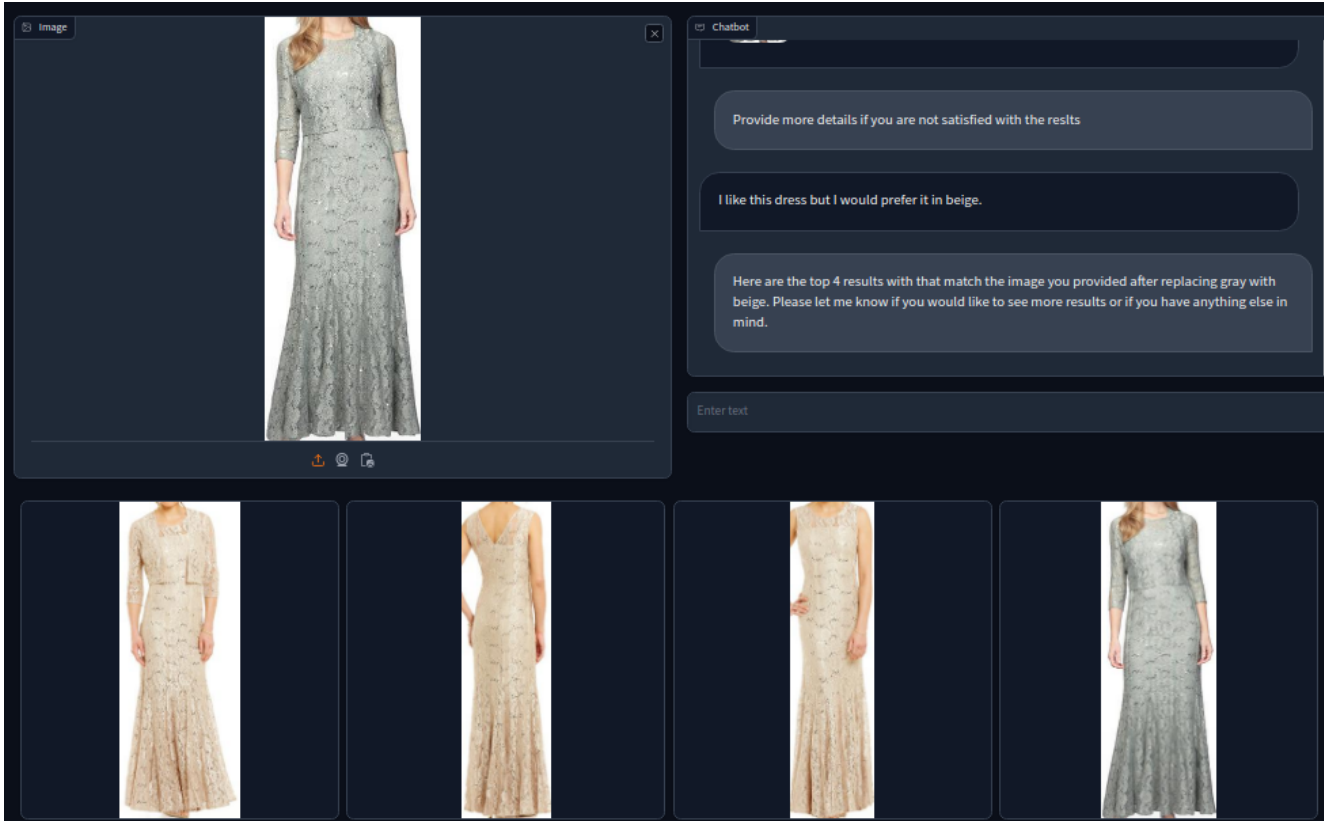 Image
Chatbot
Provide more details if you are not satisfied with the reslts
I like this dress but I would prefer it in beige.
Here are the top 4 results with that match the image you provided after replacing gray with
beige. Please let me know if you would like to see more results or if you have anything else in
mind.
Enter text